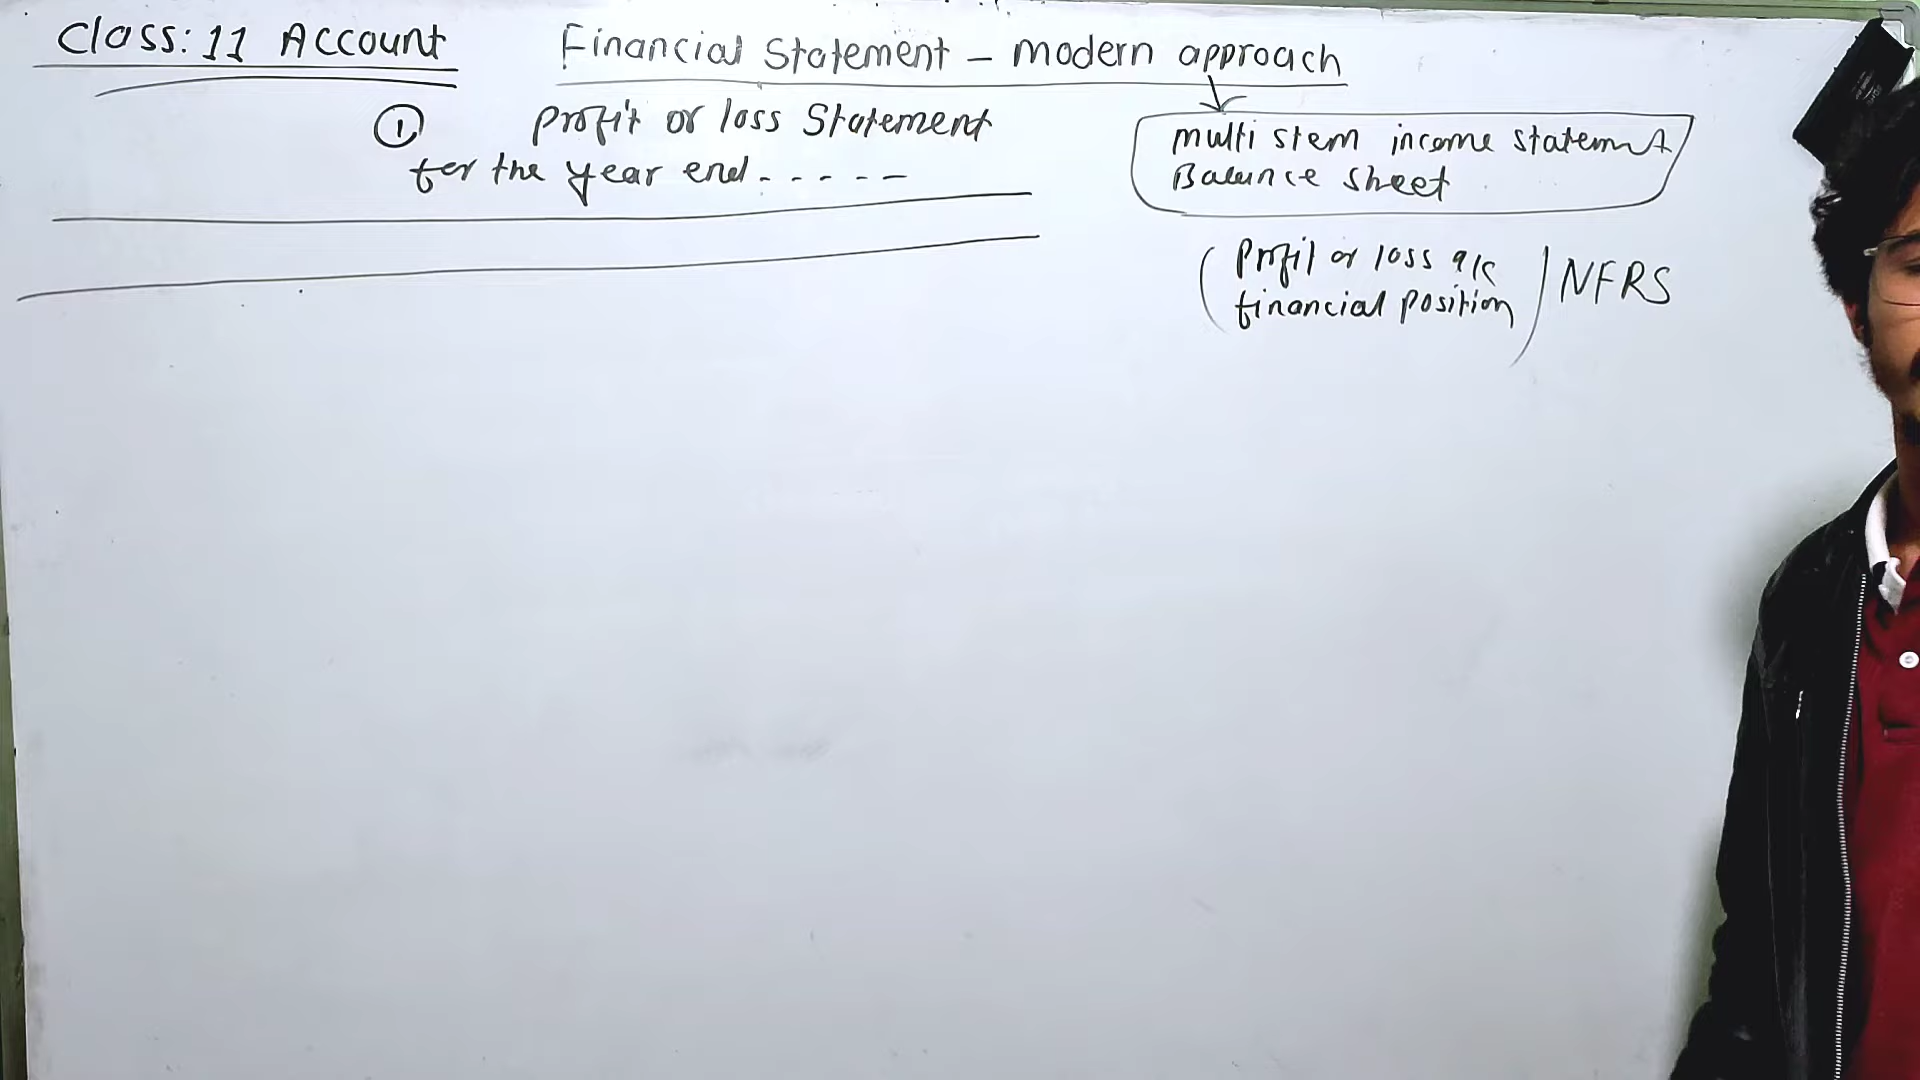 Class: 11 Account
Financial Statement - modern approach
① Profit or loss Statement
for the year end. - - - - -
multi stem income statement
Balance sheet
( Profit or loss a/c
financial position ) NFRS